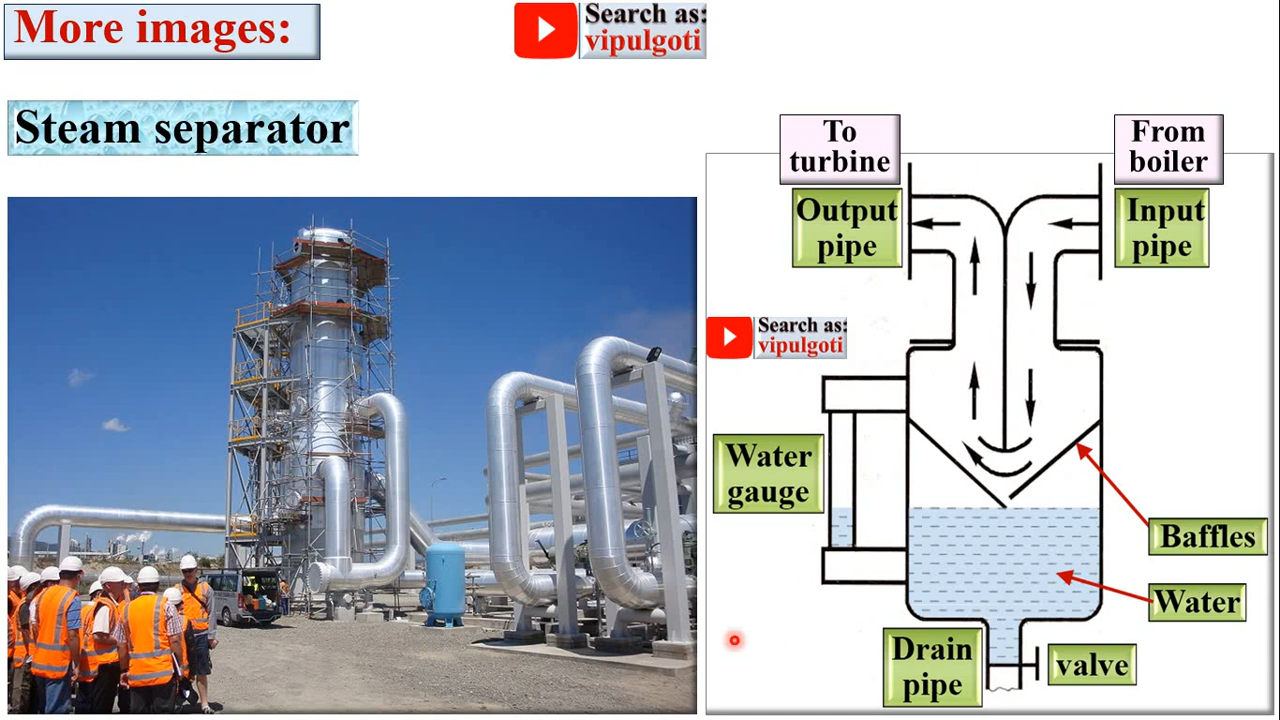 More images:
Search as:
vipulgoti
Steam separator
To
turbine
From
boiler
Output
pipe
Input
pipe
Search as:
vipulgoti
Water
gauge
Baffles
Water
Drain
pipe
valve